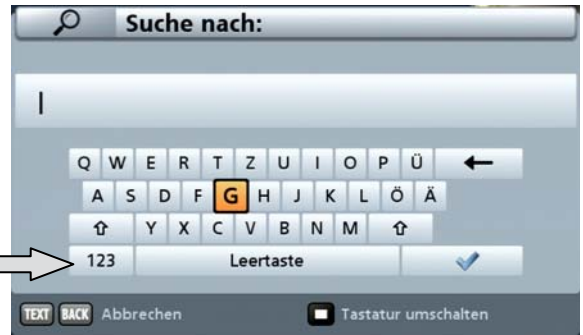 Suche nach:
Q W E R T Z U I O P Ü ←
A S D F G H J K L Ö Ä
⇧ Y X C V B N M ⇧
123 Leertaste ✔
TEXT BACK Abbrechen Tastatur umschalten